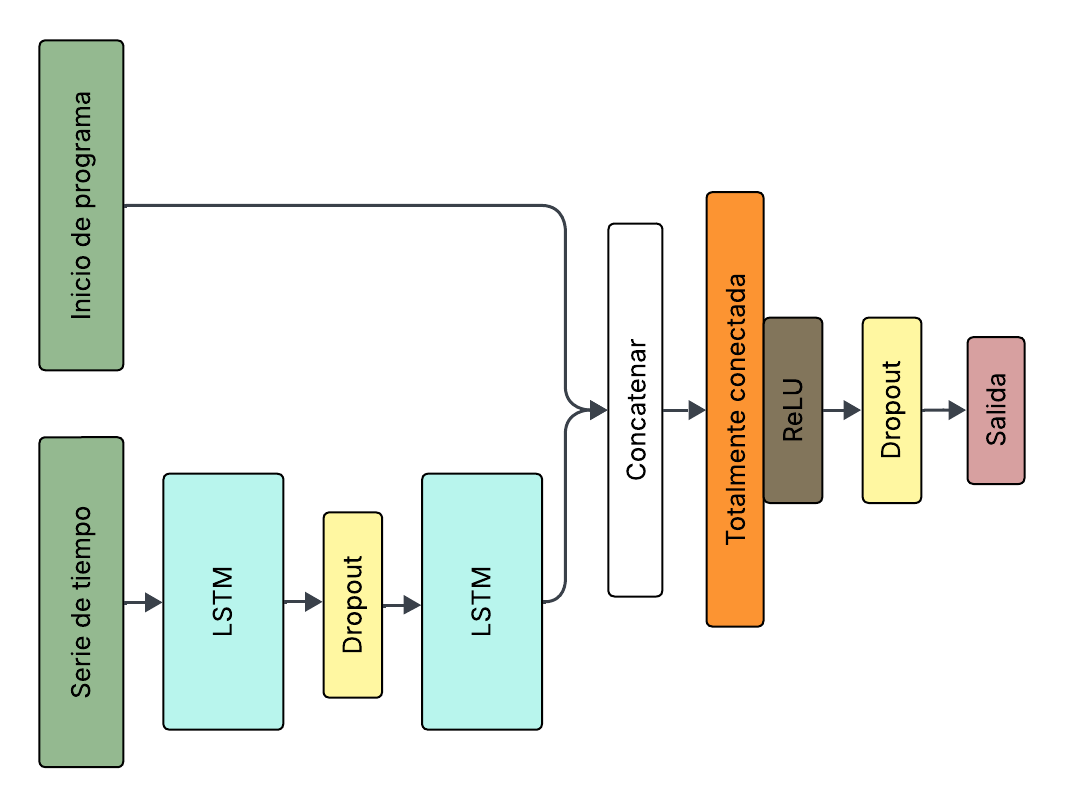 Inicio de programa
Serie de tiempo
LSTM
Dropout
LSTM
Concatenar
Totalmente conectada
ReLU
Dropout
Salida